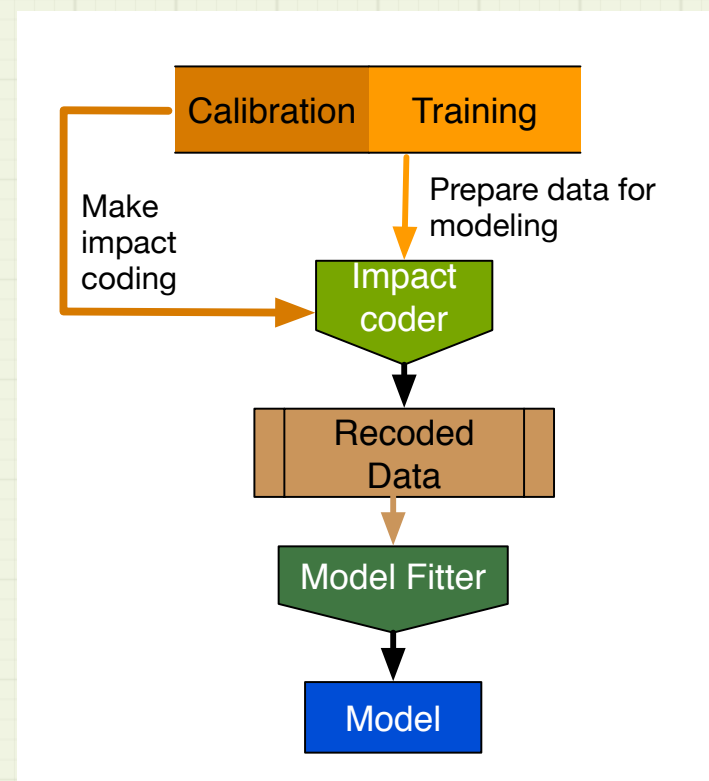 Calibration
Training
Make
impact
coding
Prepare data for
modeling
Impact
coder
Recoded
Data
Model Fitter
Model